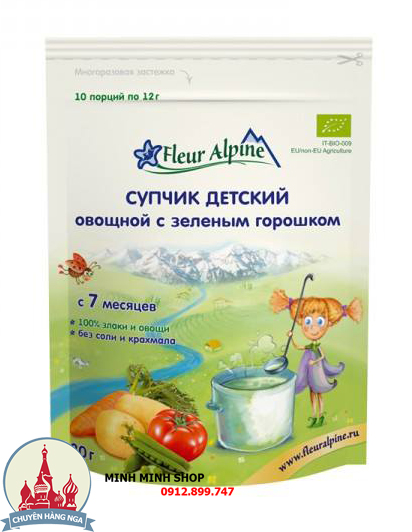 Многоразовая застежка
10 порций по 12г
Fleur Alpine
IT-BIO-009
EU/non-EU Agriculture
СУПЧИК ДЕТСКИЙ
овощной с зеленым горошком
с 7 месяцев
100% злаки и овощи
без соли и крахмала
www.fleuralpine.ru
MINH MINH SHOP
0912.899.747
CHUYÊN HÀNG NGA